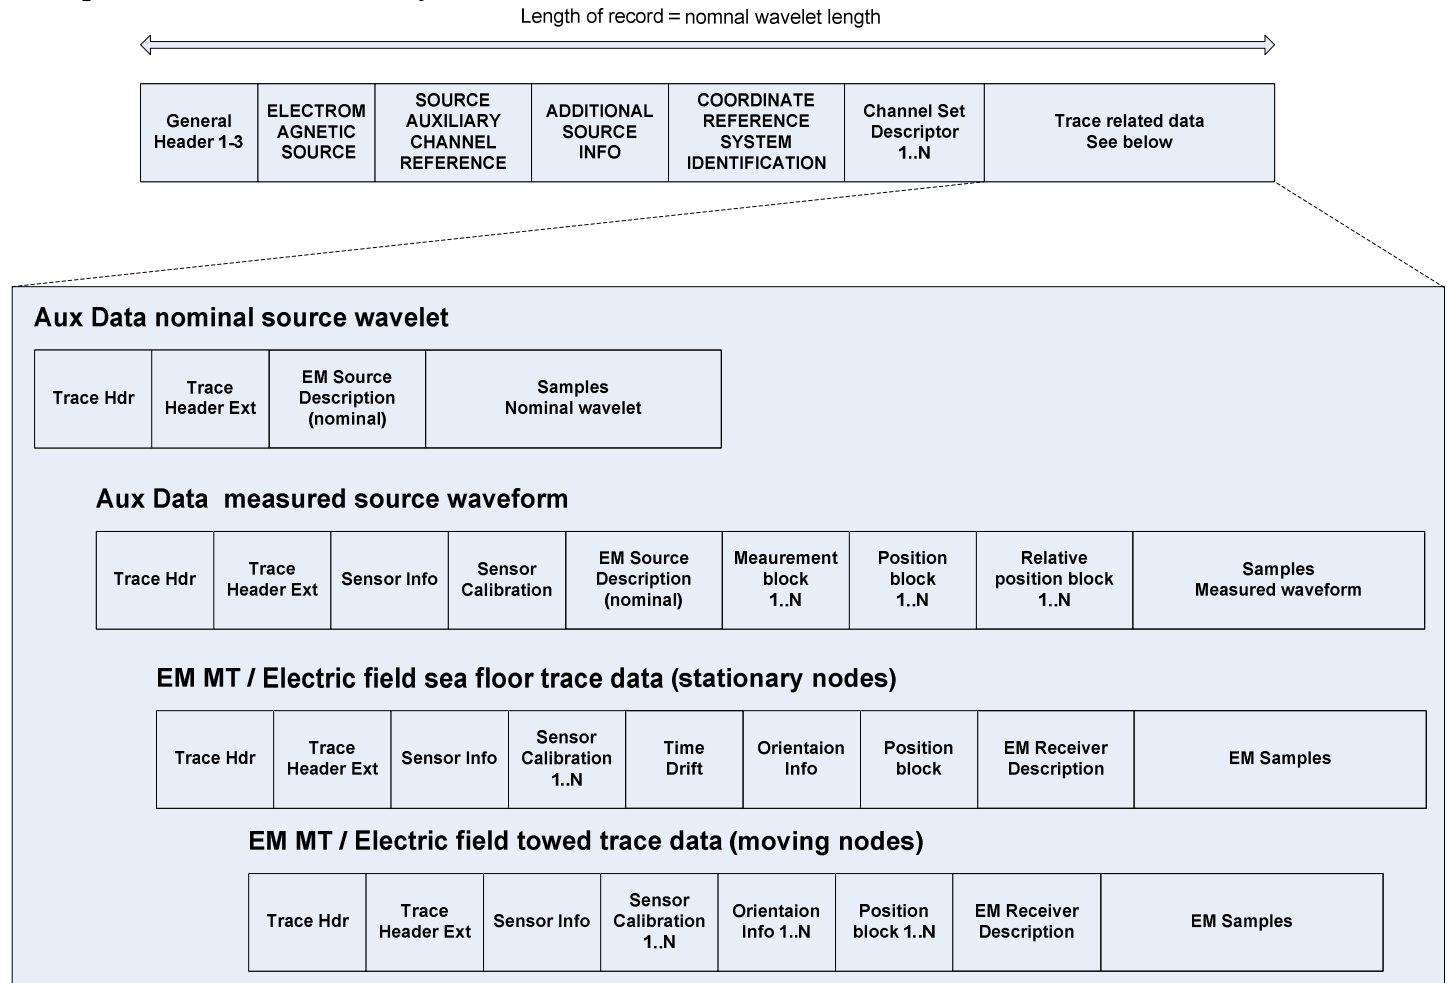 Length of record = nomnal wavelet length
General
Header 1-3
ELECTROM
AGNETIC
SOURCE
SOURCE
AUXILIARY
CHANNEL
REFERENCE
ADDITIONAL
SOURCE
INFO
COORDINATE
REFERENCE
SYSTEM
IDENTIFICATION
Channel Set
Descriptor
1..N
Trace related data
See below
Aux Data nominal source wavelet
Trace Hdr
Trace
Header Ext
EM Source
Description
(nominal)
Samples
Nominal wavelet
Aux Data measured source waveform
Trace Hdr
Trace
Header Ext
Sensor Info
Sensor
Calibration
EM Source
Description
(nominal)
Meaurement
block
1..N
Position
block
1..N
Relative
position block
1..N
Samples
Measured waveform
EM MT / Electric field sea floor trace data (stationary nodes)
Trace Hdr
Trace
Header Ext
Sensor Info
Sensor
Calibration
1..N
Time
Drift
Orientaion
Info
Position
block
EM Receiver
Description
EM Samples
EM MT / Electric field towed trace data (moving nodes)
Trace Hdr
Trace
Header Ext
Sensor Info
Sensor
Calibration
1..N
Orientaion
Info 1..N
Position
block 1..N
EM Receiver
Description
EM Samples